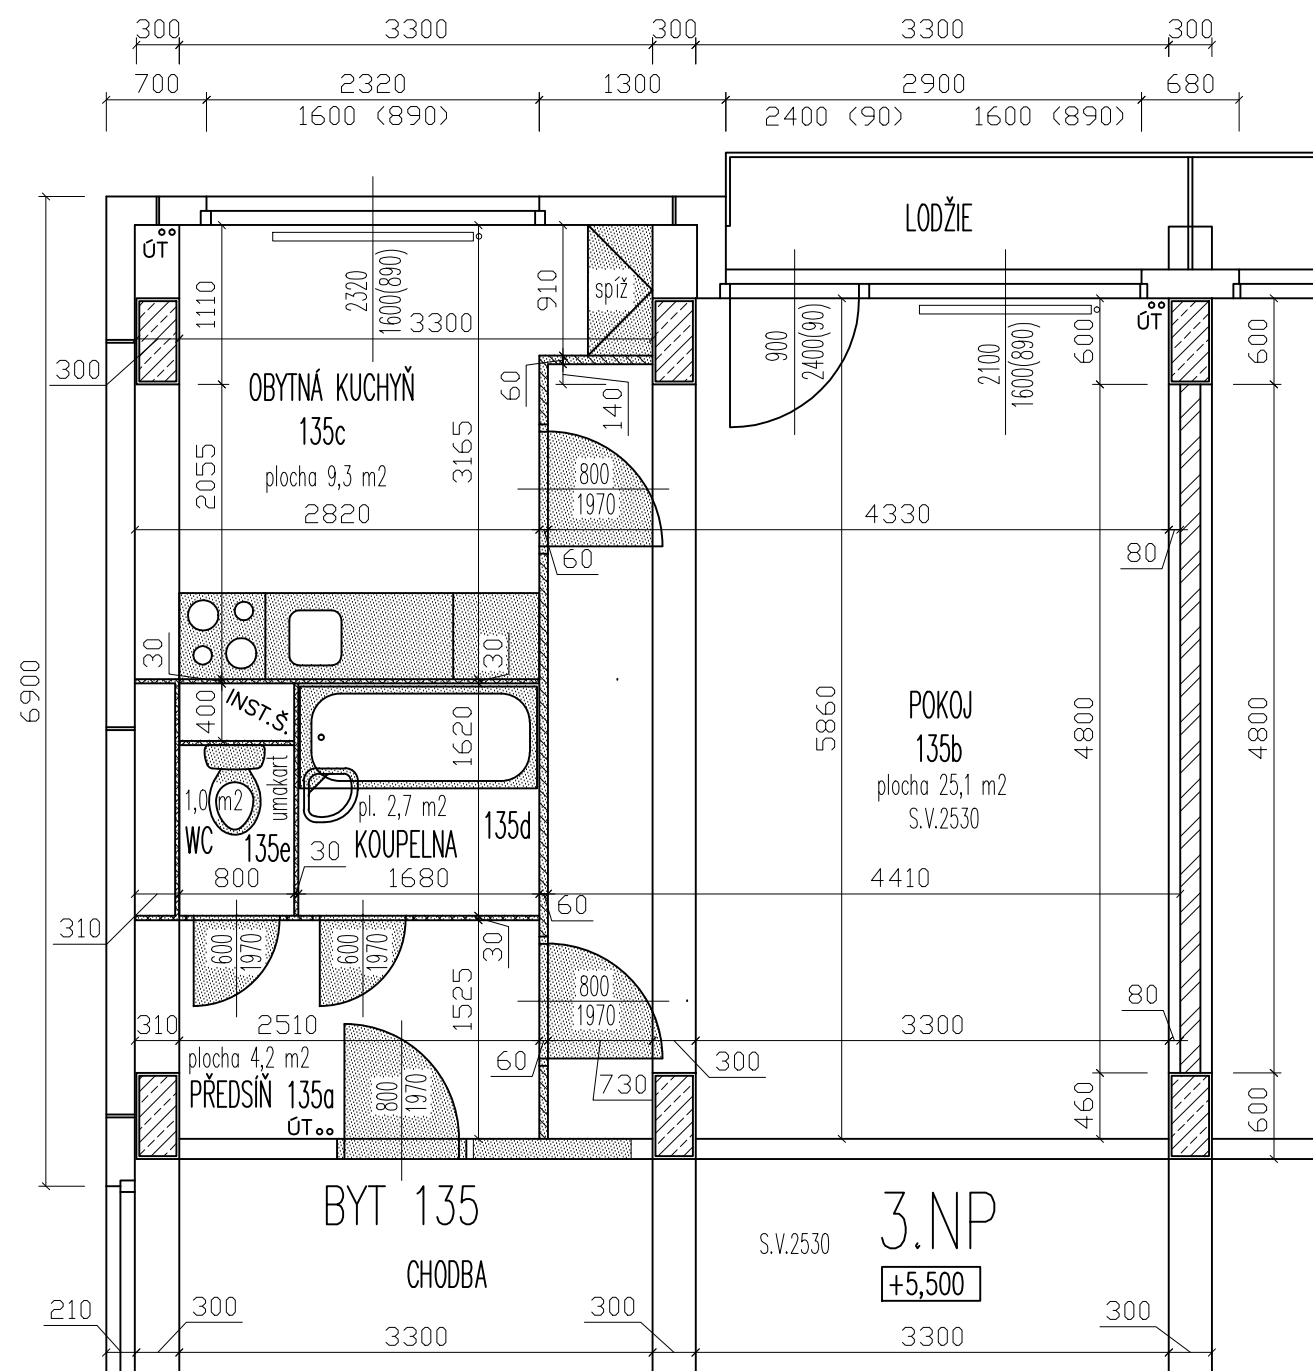 300 3300 300 3300 300
700 2320 1300 2900 680
1600 (890) 2400 (90) 1600 (890)
LODŽIE
ÚT
2320
1600(890)
1110
910
spíž
3300
900
2400(90)
2100
1600(890)
ÚT
600
600
300
60
140
OBYTNÁ KUCHYŇ
135c
plocha 9,3 m2
2055
3165
800
1970
2820
4330
60
80
30
30
6900
INST.Š.
400
1620
umakart
5860
POKOJ
135b
plocha 25,1 m2
S.V.2530
4800
4800
1,0 m2
WC
135e
pl. 2,7 m2
KOUPELNA
135d
30
800
1680
4410
310
60
600
1970
600
1970
30
1525
800
1970
80
310
2510
3300
plocha 4,2 m2
PŘEDSÍŇ 135a
ÚT
800
1970
60
730
300
460
600
BYT 135
CHODBA
S.V.2530
3.NP
+5,500
210 300 300 300
3300 3300